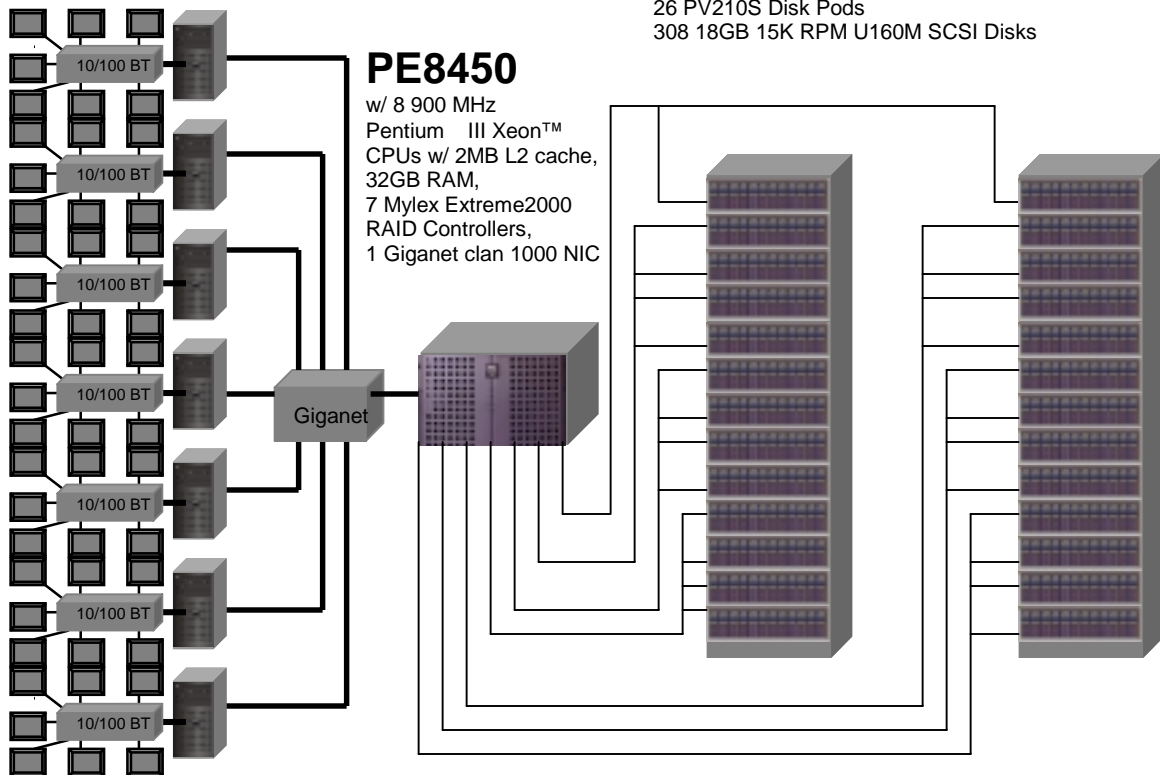 26 PV210S Disk Pods
308 18GB 15K RPM U160M SCSI Disks
PE8450
w/ 8 900 MHz
Pentium III Xeon™
CPUs w/ 2MB L2 cache,
32GB RAM,
7 Mylex Extreme2000
RAID Controllers,
1 Giganet clan 1000 NIC
10/100 BT
10/100 BT
10/100 BT
10/100 BT
Giganet
10/100 BT
10/100 BT
10/100 BT